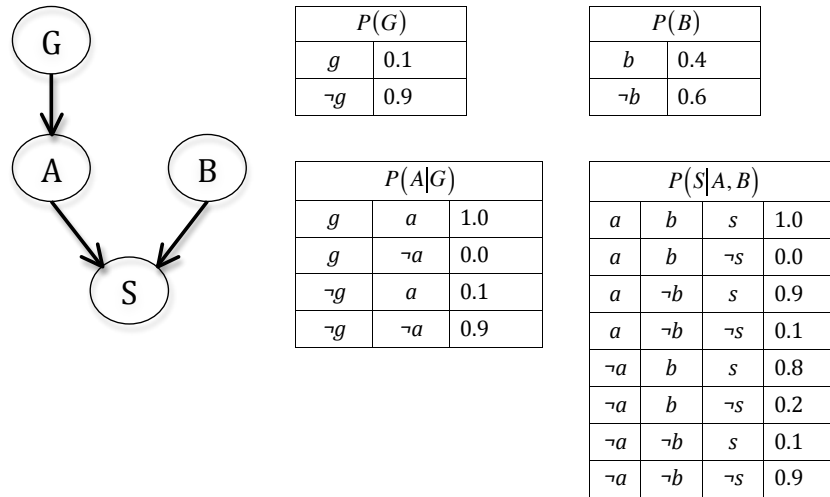 G
A
B
S
P(G)
g 0.1
¬g 0.9
P(B)
b 0.4
¬b 0.6
P(A|G)
g a 1.0
g ¬a 0.0
¬g a 0.1
¬g ¬a 0.9
P(S|A, B)
a b s 1.0
a b ¬s 0.0
a ¬b s 0.9
a ¬b ¬s 0.1
¬a b s 0.8
¬a b ¬s 0.2
¬a ¬b s 0.1
¬a ¬b ¬s 0.9